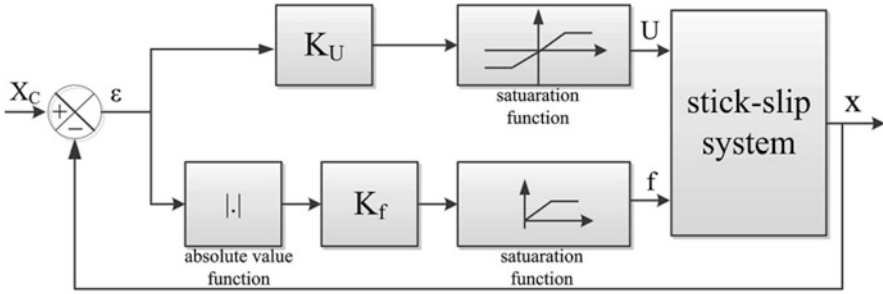 X_C
+
−
ε
K_U
satuaration
function
U
stick-slip
system
x
|.|
absolute value
function
K_f
satuaration
function
f